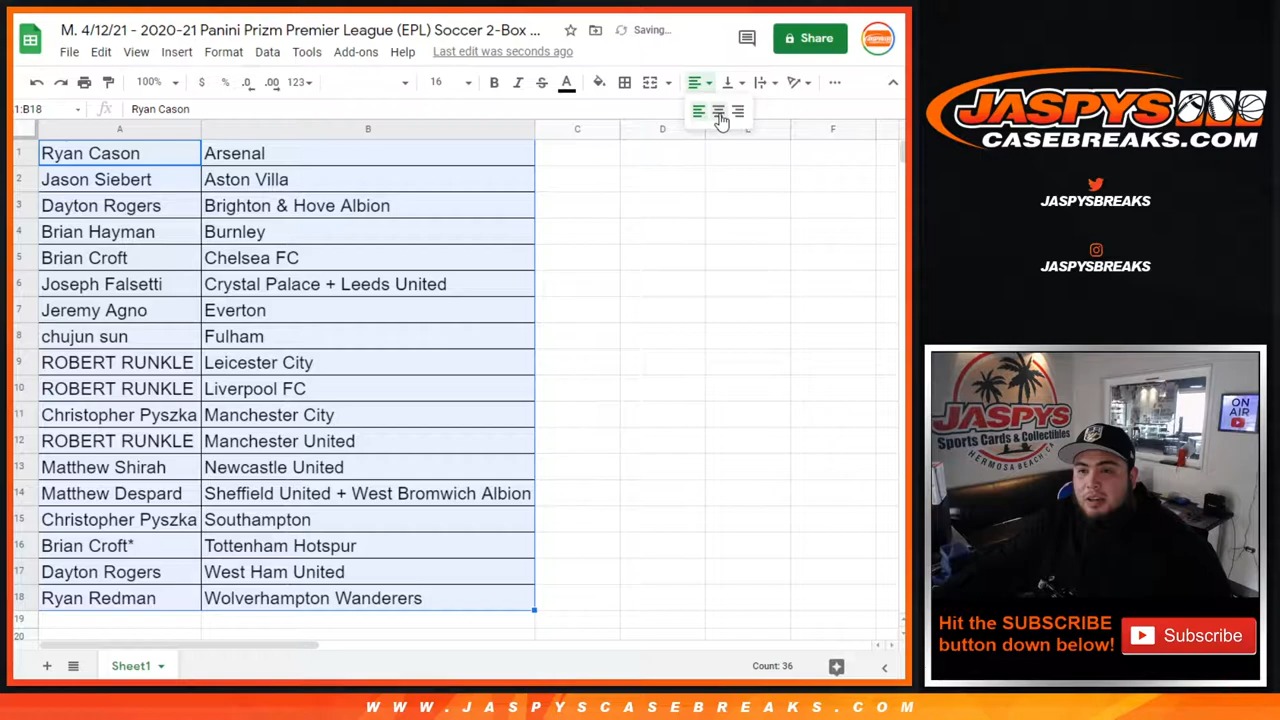 M. 4/12/21 - 2020-21 Panini Prizm Premier League (EPL) Soccer 2-Box ...
Saving...
Share
File Edit View Insert Format Data Tools Add-ons Help Last edit was seconds ago
100% $ % .0 .00 123 16 B I S A
1:B18 fx Ryan Cason
A B C D E F
1 Ryan Cason Arsenal
2 Jason Siebert Aston Villa
3 Dayton Rogers Brighton & Hove Albion
4 Brian Hayman Burnley
5 Brian Croft Chelsea FC
6 Joseph Falsetti Crystal Palace + Leeds United
7 Jeremy Agno Everton
8 chujun sun Fulham
9 ROBERT RUNKLE Leicester City
10 ROBERT RUNKLE Liverpool FC
11 Christopher Pyszka Manchester City
12 ROBERT RUNKLE Manchester United
13 Matthew Shirah Newcastle United
14 Matthew Despard Sheffield United + West Bromwich Albion
15 Christopher Pyszka Southampton
16 Brian Croft* Tottenham Hotspur
17 Dayton Rogers West Ham United
18 Ryan Redman Wolverhampton Wanderers
19
20
Sheet1
Count: 36
JASPYS
CASEBREAKS.COM
JASPYSBREAKS
JASPYSBREAKS
JASPYS
Sports Cards & Collectibles
HERMOSA BEACH, CA
ON
AIR
Hit the SUBSCRIBE
button down below!
Subscribe
WWW.JASPYSCASEBREAKS.COM